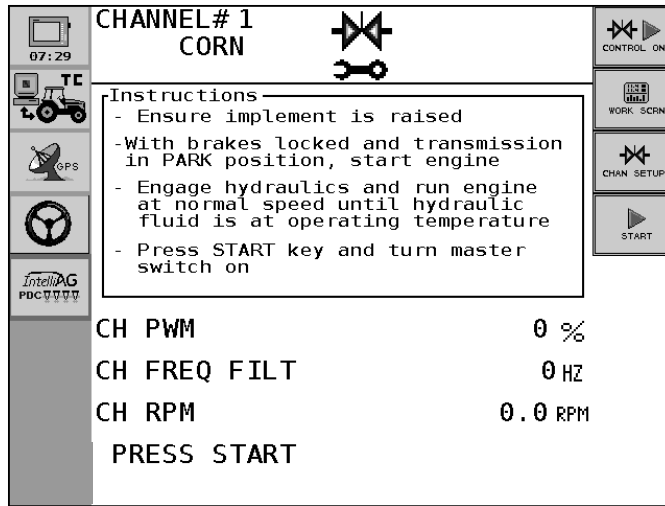 07:29
TC
GPS
IntelliAG
PDC
CHANNEL# 1
CORN
Instructions
- Ensure implement is raised
-With brakes locked and transmission
in PARK position, start engine
- Engage hydraulics and run engine
at normal speed until hydraulic
fluid is at operating temperature
- Press START key and turn master
switch on
CH PWM 0 %
CH FREQ FILT 0 HZ
CH RPM 0.0 RPM
PRESS START
CONTROL ON
WORK SCRN
CHAN SETUP
START